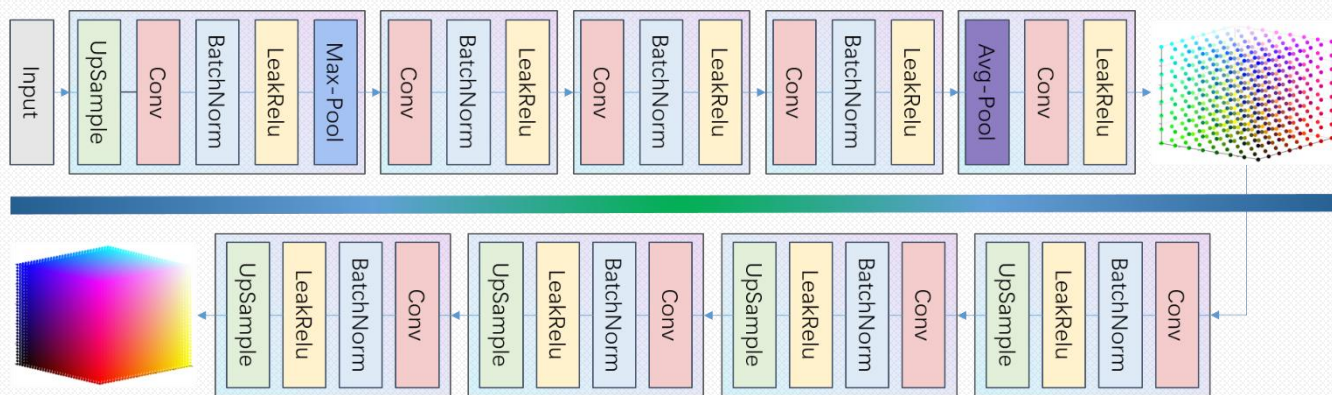 Input
UpSample
Conv
BatchNorm
LeakRelu
Max-Pool
Conv
BatchNorm
LeakRelu
Conv
BatchNorm
LeakRelu
Conv
BatchNorm
LeakRelu
Avg-Pool
Conv
LeakRelu
UpSample
LeakRelu
BatchNorm
Conv
UpSample
LeakRelu
BatchNorm
Conv
UpSample
LeakRelu
BatchNorm
Conv
UpSample
LeakRelu
BatchNorm
Conv